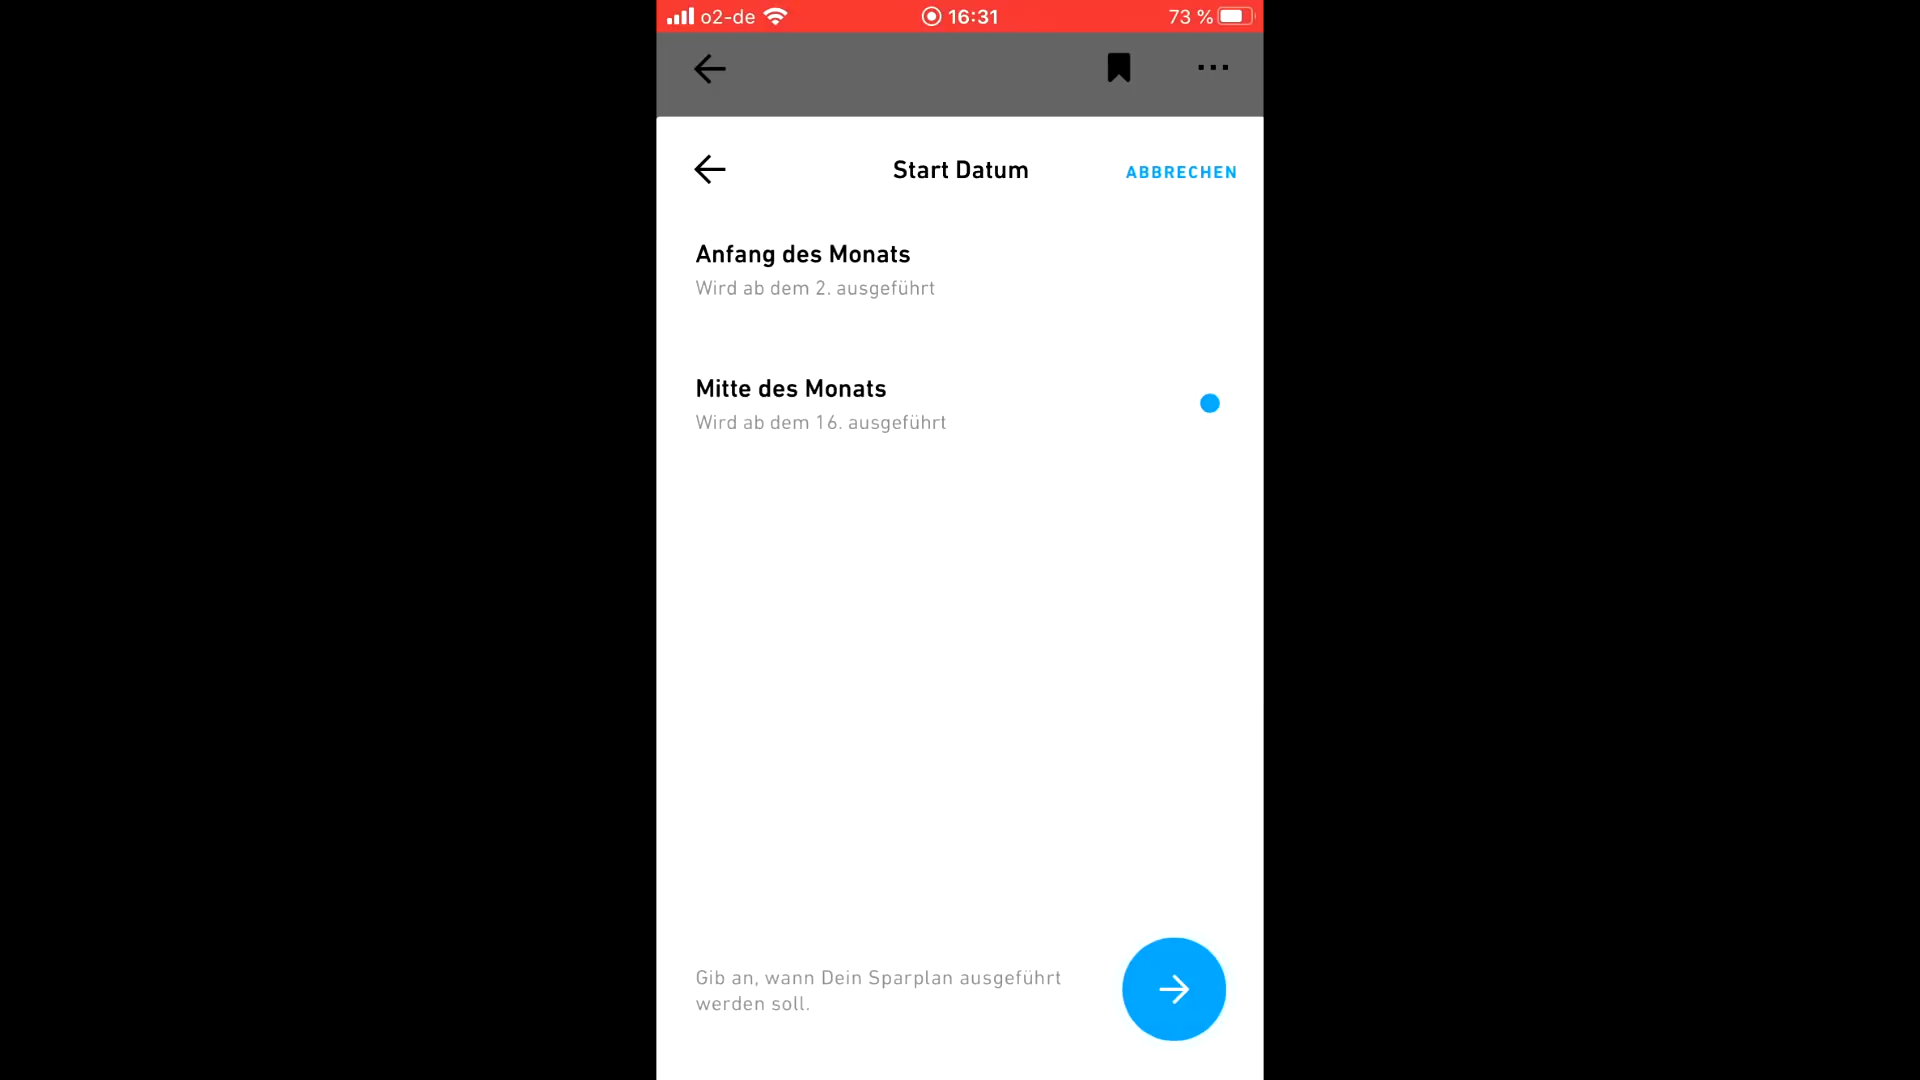 o2-de 16:31 73 %
Start Datum ABBRECHEN
Anfang des Monats
Wird ab dem 2. ausgeführt
Mitte des Monats
Wird ab dem 16. ausgeführt
Gib an, wann Dein Sparplan ausgeführt
werden soll.